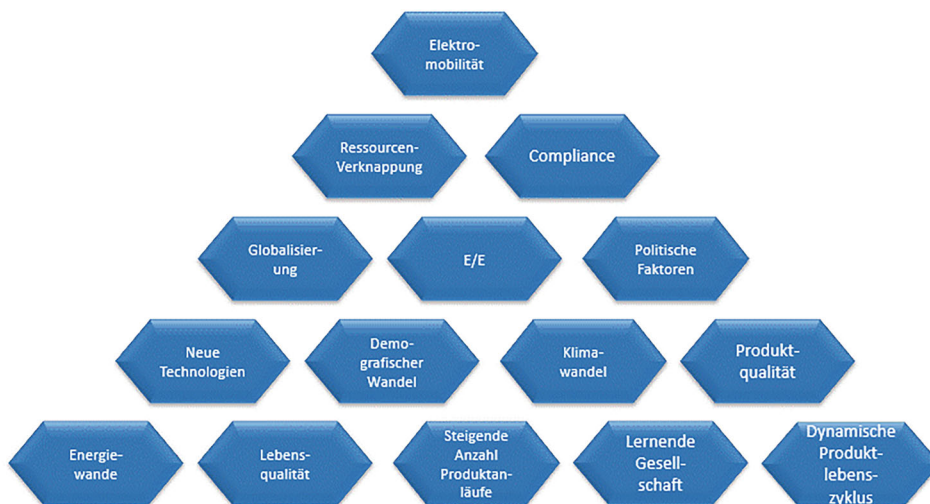 Elektro-
mobilität
Ressourcen-
Verknappung
Compliance
Globalisier-
ung
E/E
Politische
Faktoren
Neue
Technologien
Demo-
grafischer
Wandel
Klima-
wandel
Produkt-
qualität
Energie-
wande
Lebens-
qualität
Steigende
Anzahl
Produktan-
läufe
Lernende
Gesell-
schaft
Dynamische
Produkt-
lebens-
zyklus